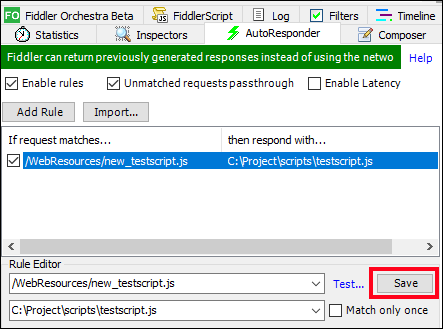 FO Fiddler Orchestra Beta FiddlerScript Log Filters Timeline
Statistics Inspectors AutoResponder Composer
Fiddler can return previously generated responses instead of using the netwo Help
Enable rules Unmatched requests passthrough Enable Latency
Add Rule Import...
If request matches... then respond with...
/WebResources/new_testscript.js C:\Project\scripts\testscript.js
Rule Editor
/WebResources/new_testscript.js Test... Save
C:\Project\scripts\testscript.js Match only once